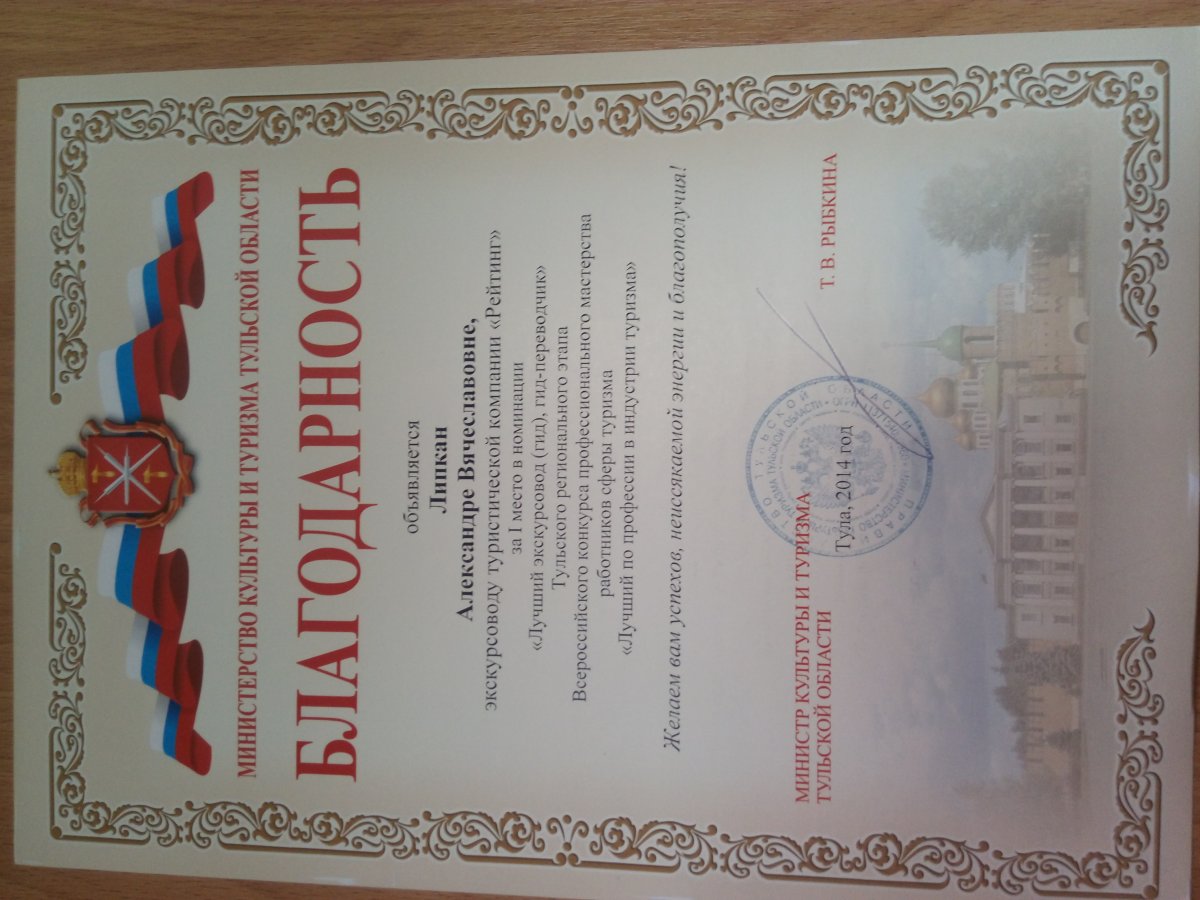 МИНИСТЕРСТВО КУЛЬТУРЫ И ТУРИЗМА ТУЛЬСКОЙ ОБЛАСТИ
БЛАГОДАРНОСТЬ
объявляется
Липкан
Александре Вячеславовне,
экскурсоводу туристической компании «Рейтинг»
за I место в номинации
«Лучший экскурсовод (гид), гид-переводчик»
Тульского регионального этапа
Всероссийского конкурса профессионального мастерства
работников сферы туризма
«Лучший по профессии в индустрии туризма»
Желаем вам успехов, неиссякаемой энергии и благополучия!
МИНИСТР КУЛЬТУРЫ И ТУРИЗМА
ТУЛЬСКОЙ ОБЛАСТИ
Т. В. РЫБКИНА
Тула, 2014 год